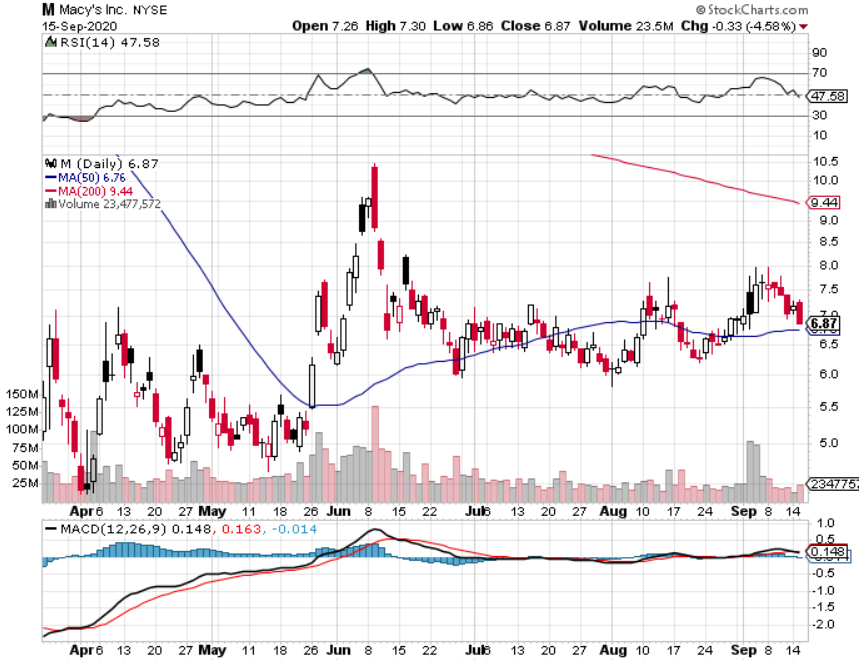 M Macy's Inc. NYSE © StockCharts.com
15-Sep-2020 Open 7.26 High 7.30 Low 6.86 Close 6.87 Volume 23.5M Chg -0.33 (-4.58%)
RSI(14) 47.58
90
70
47.58
30
10
M (Daily) 6.87
MA(50) 6.76
MA(200) 9.44
Volume 23,477,572
10.5
10.0
9.44
9.0
8.5
8.0
7.5
6.87
6.5
6.0
5.5
5.0
150M
125M
100M
75M
50M
25M
2347757
Apr 6 13 20 27 May 11 18 26 Jun 8 15 22 Jul 6 13 20 27 Aug 10 17 24 Sep 8 14
MACD(12,26,9) 0.148, 0.163, -0.014
1.0
0.5
0.148
-0.5
-1.0
-1.5
-2.0
Apr 6 13 20 27 May 11 18 26 Jun 8 15 22 Jul 6 13 20 27 Aug 10 17 24 Sep 8 14